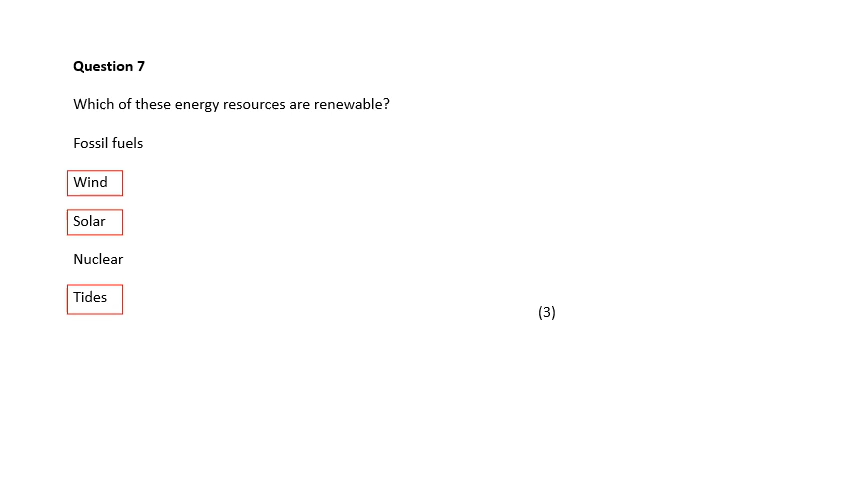 Question 7
Which of these energy resources are renewable?
Fossil fuels
Wind
Solar
Nuclear
Tides
(3)